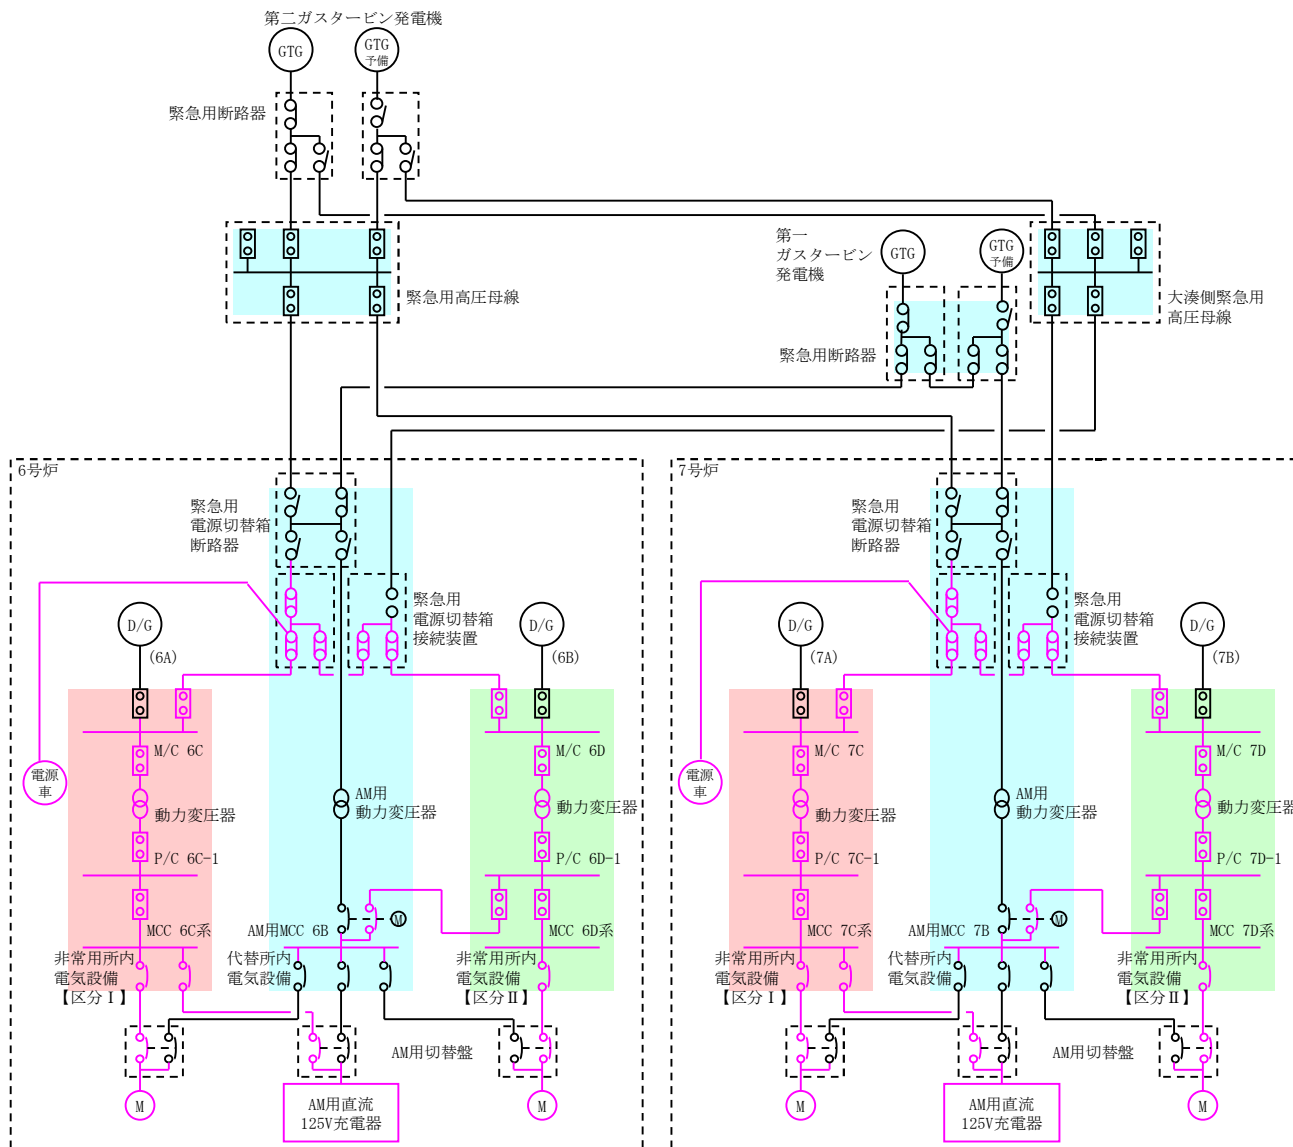 第二ガスタービン発電機
GTG
GTG
予備
緊急用断路器
緊急用高圧母線
第一
ガスタービン
発電機
GTG
GTG
予備
緊急用断路器
大湊側緊急用
高圧母線
6号炉
緊急用
電源切替箱
断路器
緊急用
電源切替箱
接続装置
D/G
(6A)
D/G
(6B)
電源
車
M/C 6C
動力変圧器
P/C 6C-1
MCC 6C系
非常用所内
電気設備
【区分Ⅰ】
AM用
動力変圧器
AM用MCC 6B
M
代替所内
電気設備
M/C 6D
動力変圧器
P/C 6D-1
MCC 6D系
非常用所内
電気設備
【区分Ⅱ】
AM用切替盤
M
AM用直流
125V充電器
M
7号炉
緊急用
電源切替箱
断路器
緊急用
電源切替箱
接続装置
D/G
(7A)
D/G
(7B)
電源
車
M/C 7C
動力変圧器
P/C 7C-1
MCC 7C系
非常用所内
電気設備
【区分Ⅰ】
AM用
動力変圧器
AM用MCC 7B
M
代替所内
電気設備
M/C 7D
動力変圧器
P/C 7D-1
MCC 7D系
非常用所内
電気設備
【区分Ⅱ】
AM用切替盤
M
AM用直流
125V充電器
M